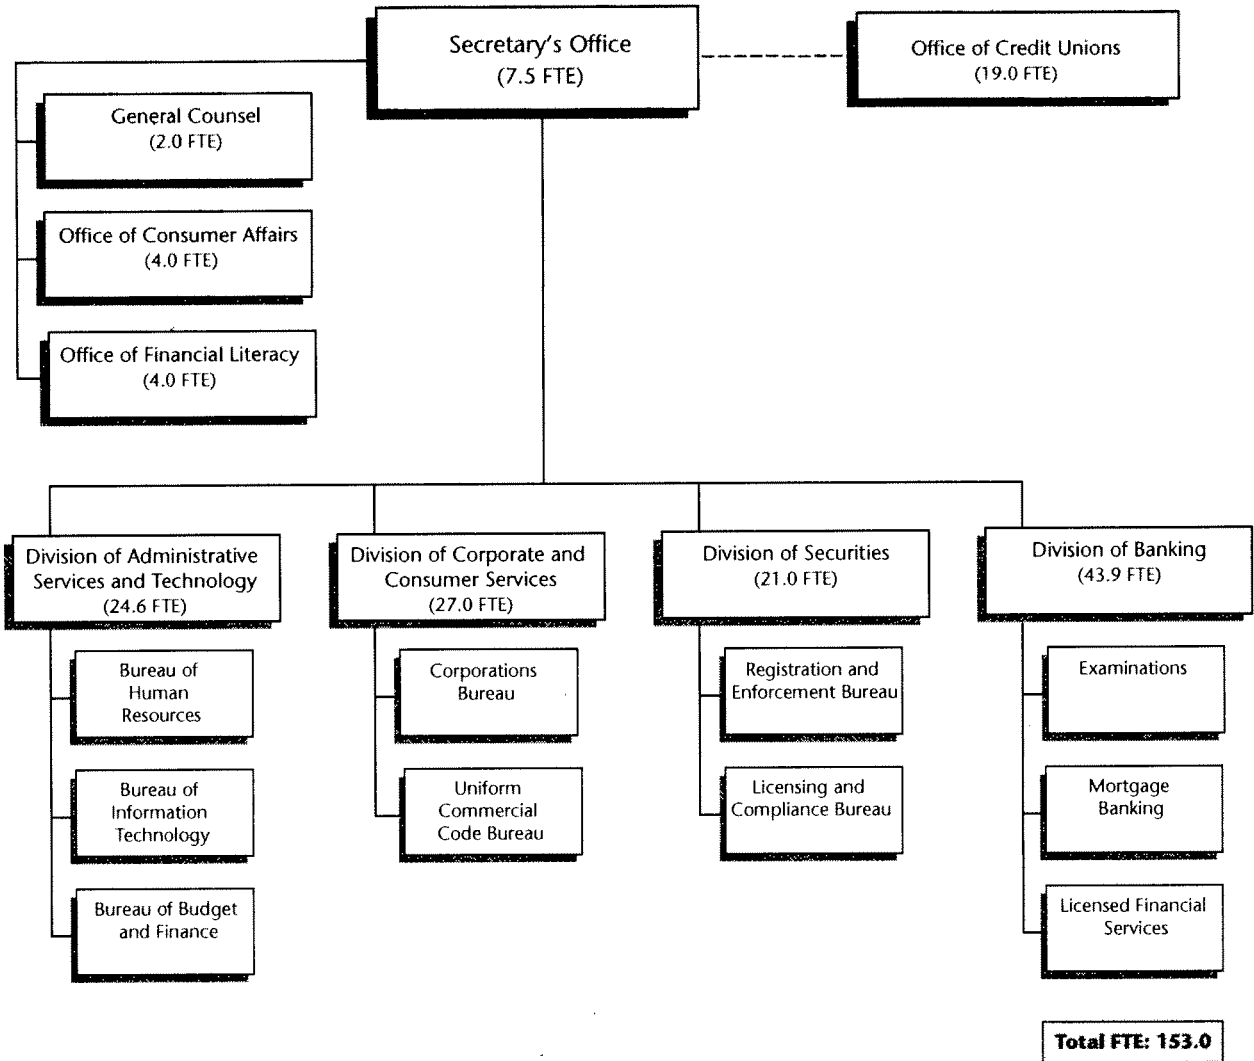 Secretary's Office
(7.5 FTE)
Office of Credit Unions
(19.0 FTE)
General Counsel
(2.0 FTE)
Office of Consumer Affairs
(4.0 FTE)
Office of Financial Literacy
(4.0 FTE)
Division of Administrative
Services and Technology
(24.6 FTE)
Division of Corporate and
Consumer Services
(27.0 FTE)
Division of Securities
(21.0 FTE)
Division of Banking
(43.9 FTE)
Bureau of
Human
Resources
Bureau of
Information
Technology
Bureau of Budget
and Finance
Corporations
Bureau
Uniform
Commercial
Code Bureau
Registration and
Enforcement Bureau
Licensing and
Compliance Bureau
Examinations
Mortgage
Banking
Licensed Financial
Services
Total FTE: 153.0